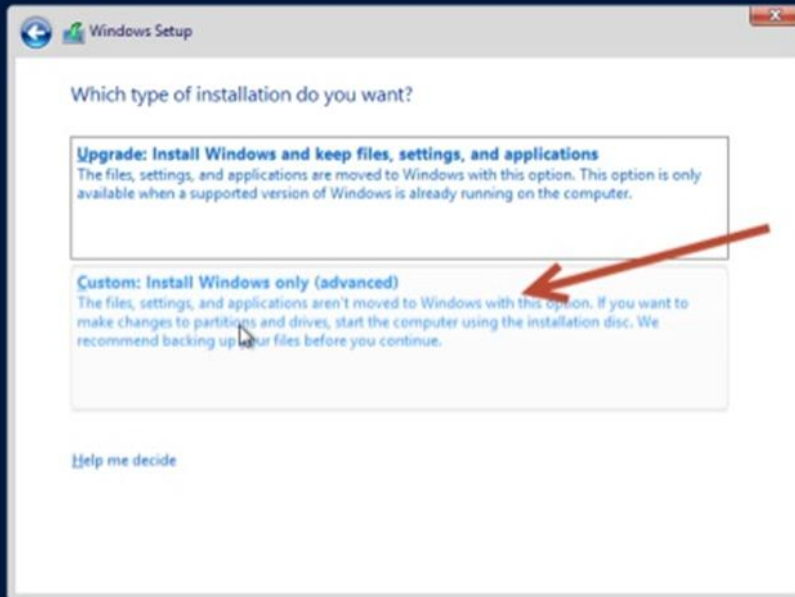 Windows Setup
Which type of installation do you want?
Upgrade: Install Windows and keep files, settings, and applications
The files, settings, and applications are moved to Windows with this option. This option is only
available when a supported version of Windows is already running on the computer.
Custom: Install Windows only (advanced)
The files, settings, and applications aren't moved to Windows with this option. If you want to
make changes to partitions and drives, start the computer using the installation disc. We
recommend backing up your files before you continue.
Help me decide